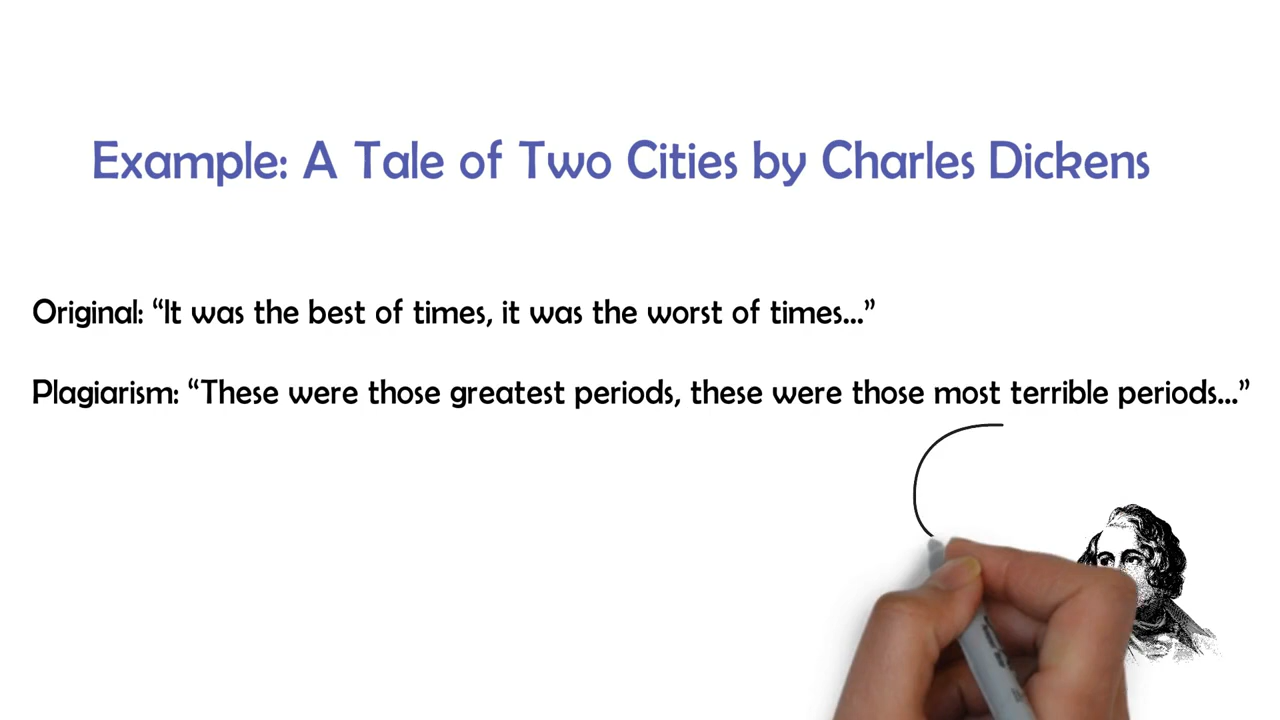 Example: A Tale of Two Cities by Charles Dickens
Original: “It was the best of times, it was the worst of times...”
Plagiarism: “These were those greatest periods, these were those most terrible periods...”